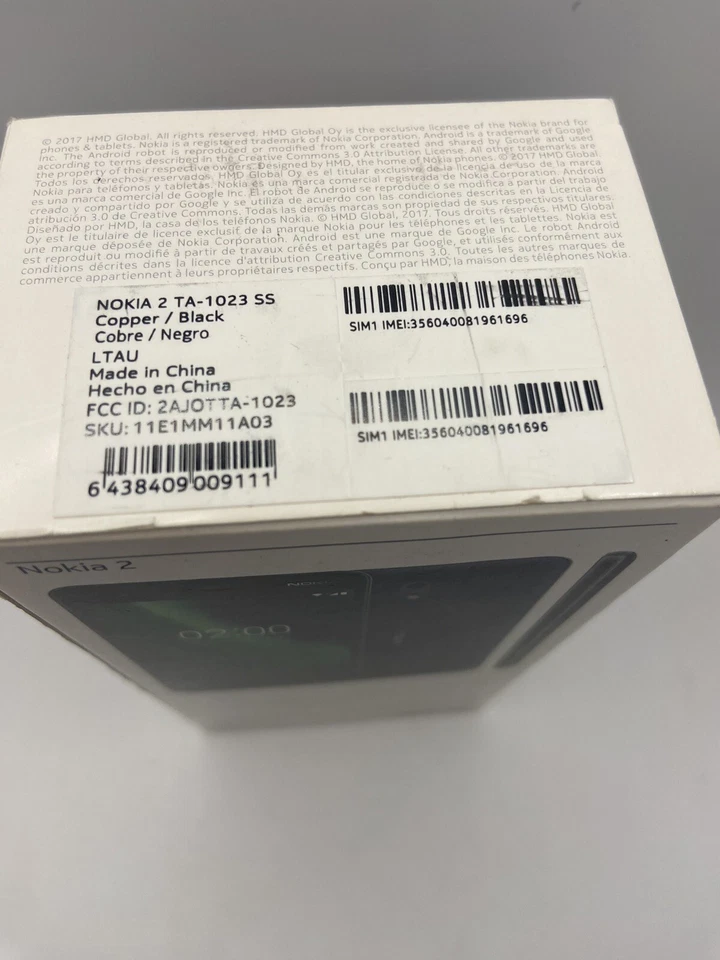 © 2017 HMD Global. All rights reserved. HMD Global Oy is the exclusive licensee of the Nokia brand for
phones & tablets. Nokia is a registered trademark of Nokia Corporation. Android is a trademark of Google
Inc. The Android robot is reproduced or modified from work created and shared by Google and used
according to terms described in the Creative Commons 3.0 Attribution License. All other trademarks are
the property of their respective owners. Designed by HMD, the home of Nokia phones. © 2017 HMD Global.
Todos los derechos reservados. HMD Global Oy es el titular exclusivo de la licencia de uso de la marca
Nokia para teléfonos y tabletas. Nokia es una marca comercial registrada de Nokia Corporation. Android
es una marca comercial de Google Inc. El robot de Android se reproduce o se modifica a partir del trabajo
creado y compartido por Google y se utiliza de acuerdo con las condiciones descritas en la Licencia de
atribución 3.0 de Creative Commons. Todas las demás marcas son propiedad de sus respectivos titulares:
Diseñado por HMD, la casa de los teléfonos Nokia. © HMD Global, 2017. Tous droits réservés. HMD Global
Oy est le titulaire de licence exclusif de la marque Nokia pour les téléphones et les tablettes. Nokia est
une marque déposée de Nokia Corporation. Android est une marque de Google, Inc. Le robot Android
est reproduit ou modifié à partir de travaux créés et partagés par Google, et utilisés conformément aux
conditions décrites dans la licence d'attribution Creative Commons 3.0. Toutes autres marques de
commerce appartiennent à leurs propriétaires respectifs. Conçu par HMD, la maison des téléphones Nokia.
NOKIA 2 TA-1023 SS
Copper / Black
Cobre / Negro
LTAU
Made in China
Hecho en China
FCC ID: 2AJOTTA-1023
SKU: 11E1MM11A03
6 438409 009111
SIM1 IMEI:356040081961696
SIM1 IMEI:356040081961696
Nokia 2
NOKIA
02:00